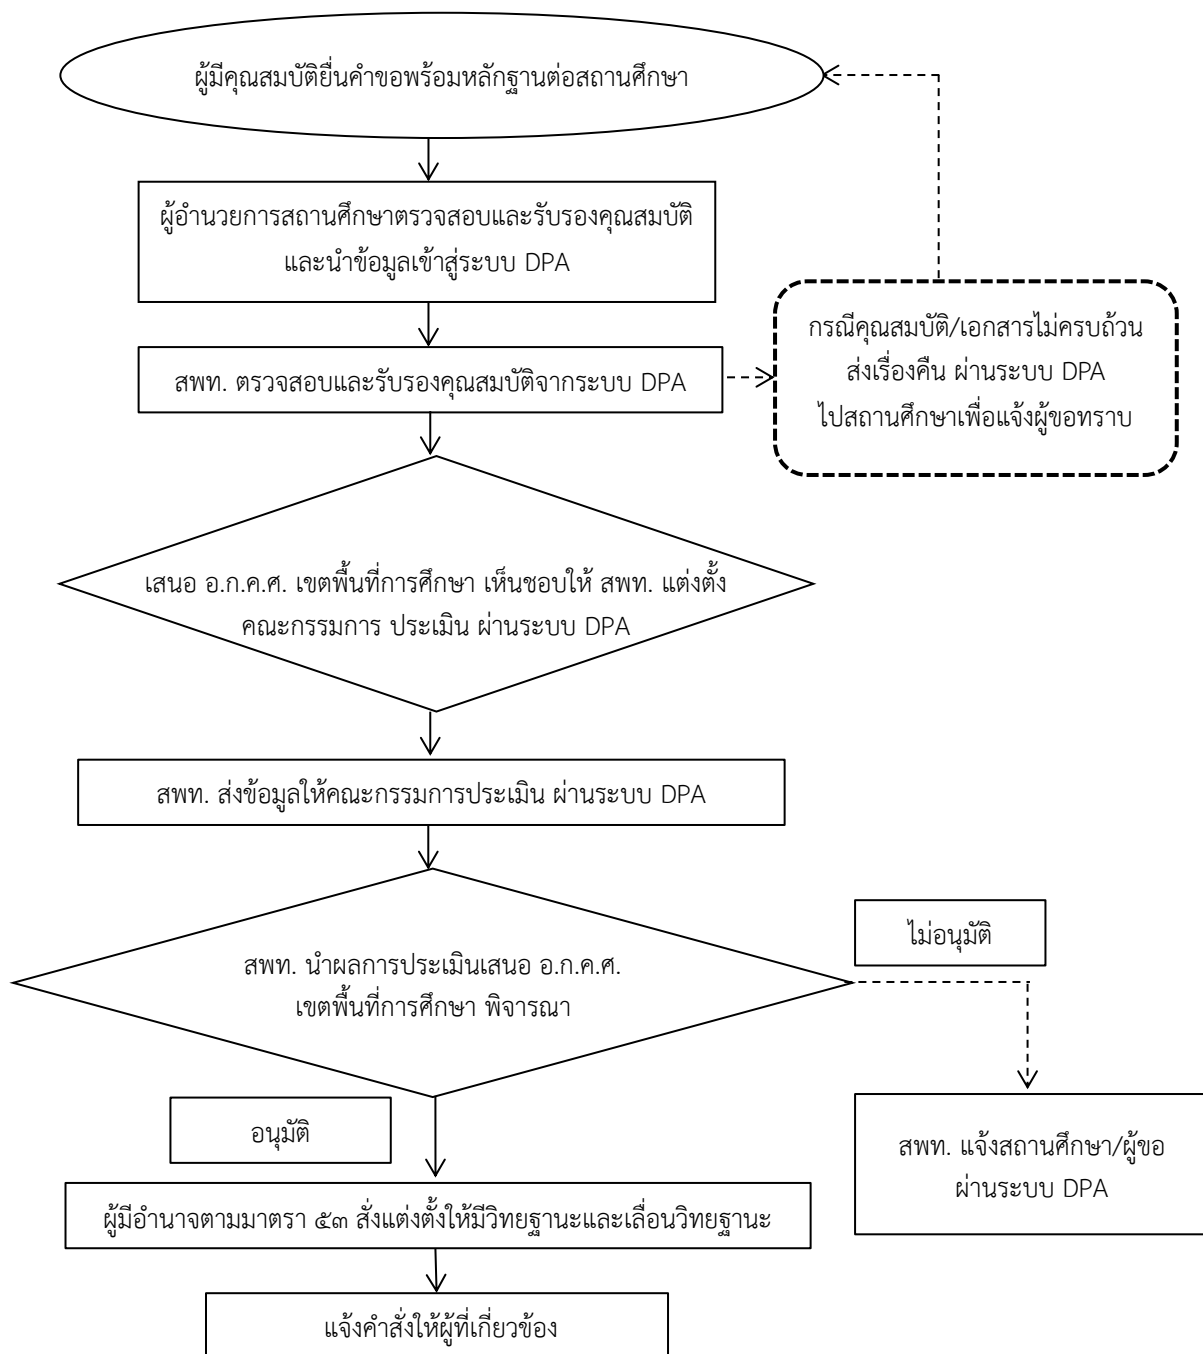 ผู้มีคุณสมบัติยื่นคำขอพร้อมหลักฐานต่อสถานศึกษา
ผู้อำนวยการสถานศึกษาตรวจสอบและรับรองคุณสมบัติ
และนำข้อมูลเข้าสู่ระบบ DPA
กรณีคุณสมบัติ/เอกสารไม่ครบถ้วน
ส่งเรื่องคืน ผ่านระบบ DPA
ไปสถานศึกษาเพื่อแจ้งผู้ขอทราบ
สพท. ตรวจสอบและรับรองคุณสมบัติจากระบบ DPA
เสนอ อ.ก.ค.ศ. เขตพื้นที่การศึกษา เห็นชอบให้ สพท. แต่งตั้ง
คณะกรรมการ ประเมิน ผ่านระบบ DPA
สพท. ส่งข้อมูลให้คณะกรรมการประเมิน ผ่านระบบ DPA
ไม่อนุมัติ
สพท. นำผลการประเมินเสนอ อ.ก.ค.ศ.
เขตพื้นที่การศึกษา พิจารณา
อนุมัติ
สพท. แจ้งสถานศึกษา/ผู้ขอ
ผ่านระบบ DPA
ผู้มีอำนาจตามมาตรา ๕๓ สั่งแต่งตั้งให้มีวิทยฐานะและเลื่อนวิทยฐานะ
แจ้งคำสั่งให้ผู้ที่เกี่ยวข้อง